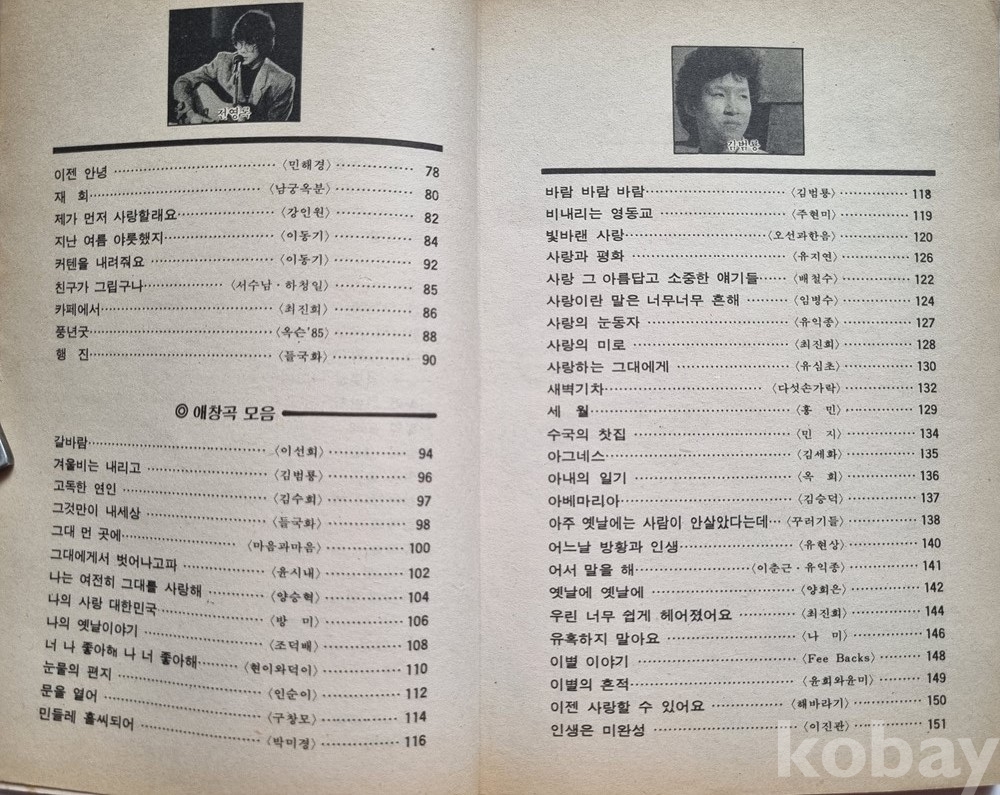 전영록
이젠 안녕 〈민해경〉 78
재 회 〈남궁옥분〉 80
제가 먼저 사랑할래요 〈강인원〉 82
지난 여름 야릇했지 〈이동기〉 84
커텐을 내려줘요 〈이동기〉 92
친구가 그립구나 〈서수남·하청일〉 85
카페에서 〈최진희〉 86
풍년굿 〈옥슨'85〉 88
행 진 〈들국화〉 90
◎ 애창곡 모음
갈바람 〈이선희〉 94
겨울비는 내리고 〈김범룡〉 96
고독한 연인 〈김수희〉 97
그것만이 내세상 〈들국화〉 98
그대 먼 곳에 〈마음과마음〉 100
그대에게서 벗어나고파 〈윤시내〉 102
나는 여전히 그대를 사랑해 〈양승혁〉 104
나의 사랑 대한민국 〈방 미〉 106
나의 옛날이야기 〈조덕배〉 108
너 나 좋아해 나 너 좋아해 〈현이와덕이〉 110
눈물의 편지 〈인순이〉 112
문을 열어 〈구창모〉 114
민들레 홀씨되어 〈박미경〉 116
김범룡
바람 바람 바람 〈김범룡〉 118
비내리는 영동교 〈주현미〉 119
빛바랜 사랑 〈오선과한음〉 120
사랑과 평화 〈유지연〉 126
사랑 그 아름답고 소중한 얘기들 〈배철수〉 122
사랑이란 말은 너무너무 흔해 〈임병수〉 124
사랑의 눈동자 〈유익종〉 127
사랑의 미로 〈최진희〉 128
사랑하는 그대에게 〈유심초〉 130
새벽기차 〈다섯손가락〉 132
세 월 〈홍 민〉 129
수국의 찻집 〈민 지〉 134
아그네스 〈김세화〉 135
아내의 일기 〈옥 희〉 136
아베마리아 〈김승덕〉 137
아주 옛날에는 사람이 안살았다는데 〈꾸러기들〉 138
어느날 방황과 인생 〈유현상〉 140
어서 말을 해 〈이춘근·유익종〉 141
옛날에 옛날에 〈양희은〉 142
우린 너무 쉽게 헤어졌어요 〈최진희〉 144
유혹하지 말아요 〈나 미〉 146
이별 이야기 〈Fee Backs〉 148
이별의 흔적 〈윤희와윤미〉 149
이젠 사랑할 수 있어요 〈해바라기〉 150
인생은 미완성 〈이진관〉 151
kobay